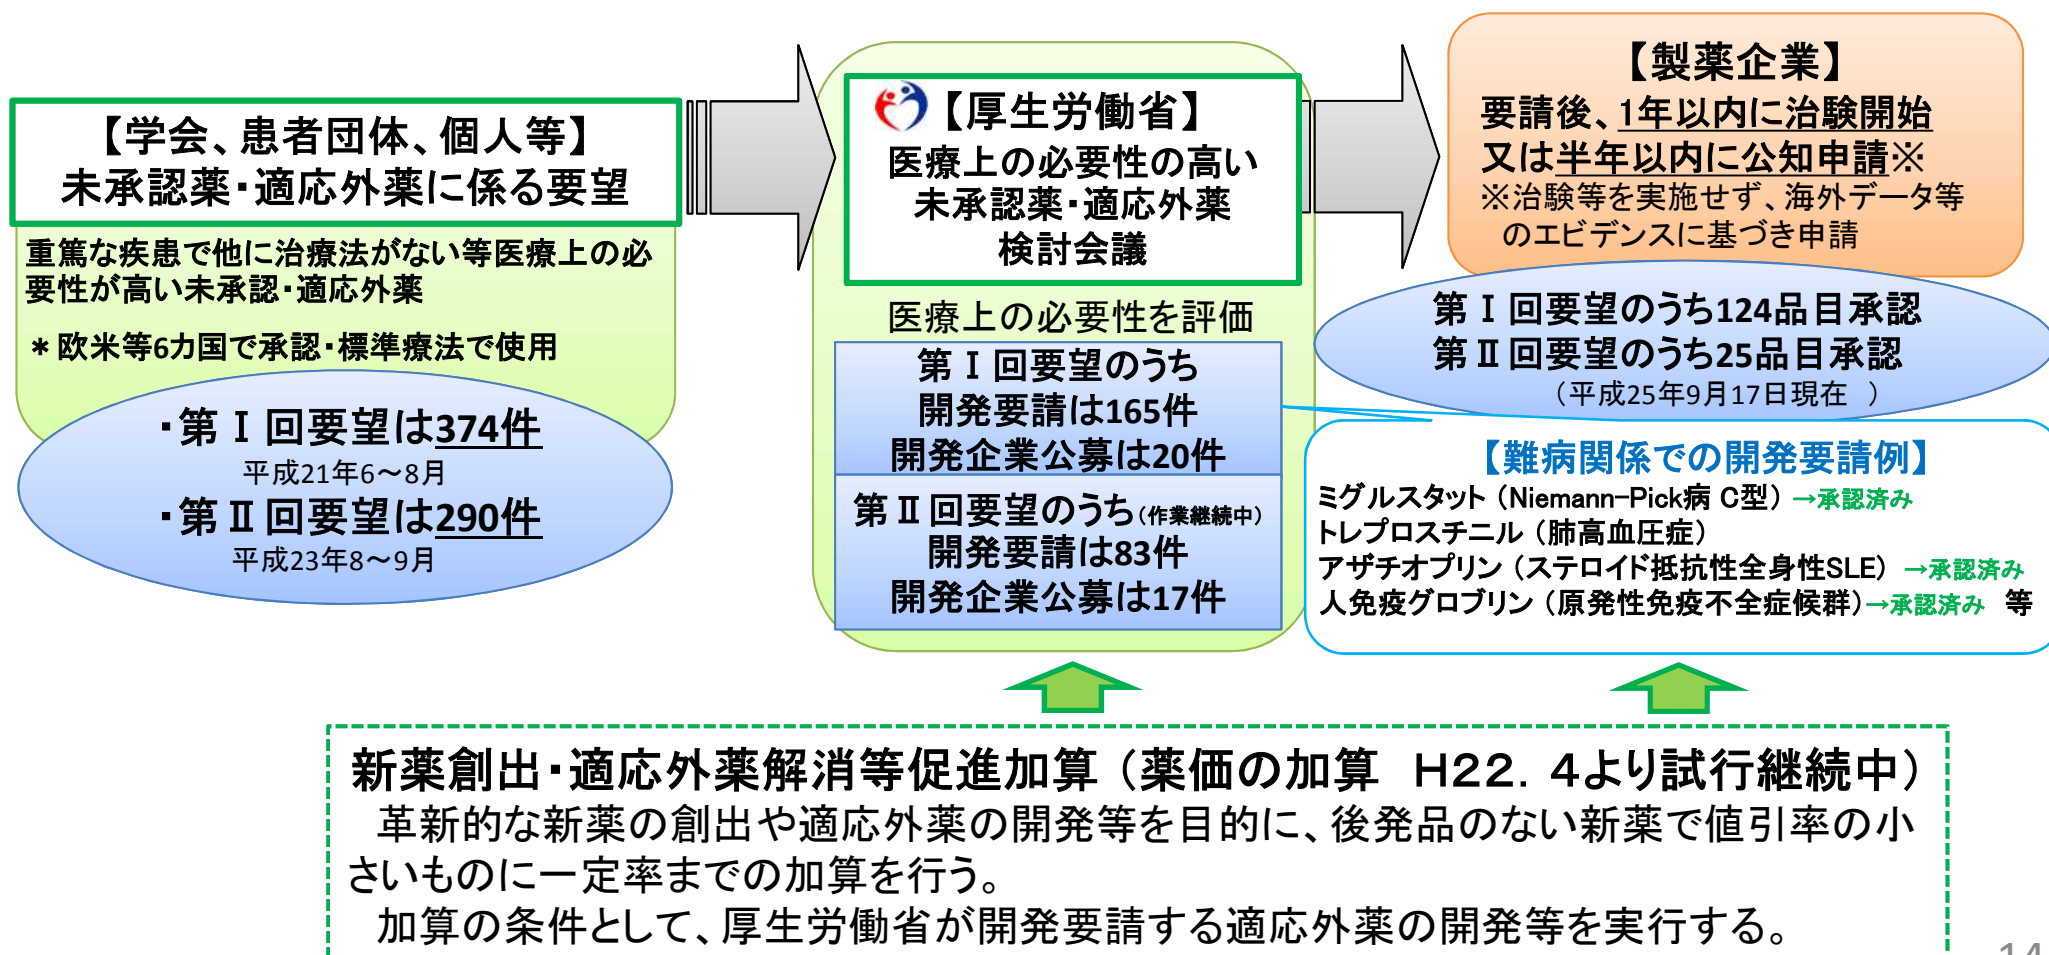 【学会、患者団体、個人等】
未承認薬・適応外薬に係る要望
重篤な疾患で他に治療法がない等医療上の必
要性が高い未承認・適応外薬
＊欧米等6カ国で承認・標準療法で使用
・第Ⅰ回要望は374件
平成21年6～8月
・第Ⅱ回要望は290件
平成23年8～9月
【厚生労働省】
医療上の必要性の高い
未承認薬・適応外薬
検討会議
医療上の必要性を評価
第Ⅰ回要望のうち
開発要請は165件
開発企業公募は20件
第Ⅱ回要望のうち(作業継続中)
開発要請は83件
開発企業公募は17件
【製薬企業】
要請後、1年以内に治験開始
又は半年以内に公知申請※
※治験等を実施せず、海外データ等
のエビデンスに基づき申請
第Ⅰ回要望のうち124品目承認
第Ⅱ回要望のうち25品目承認
（平成25年9月17日現在　）
【難病関係での開発要請例】
ミグルスタット（Niemann−Pick病 C型）→承認済み
トレプロスチニル（肺高血圧症）
アザチオプリン（ステロイド抵抗性全身性SLE） →承認済み
人免疫グロブリン（原発性免疫不全症候群）→承認済み 等
新薬創出・適応外薬解消等促進加算（薬価の加算　H22．4より試行継続中）
革新的な新薬の創出や適応外薬の開発等を目的に、後発品のない新薬で値引率の小
さいものに一定率までの加算を行う。
加算の条件として、厚生労働省が開発要請する適応外薬の開発等を実行する。
14